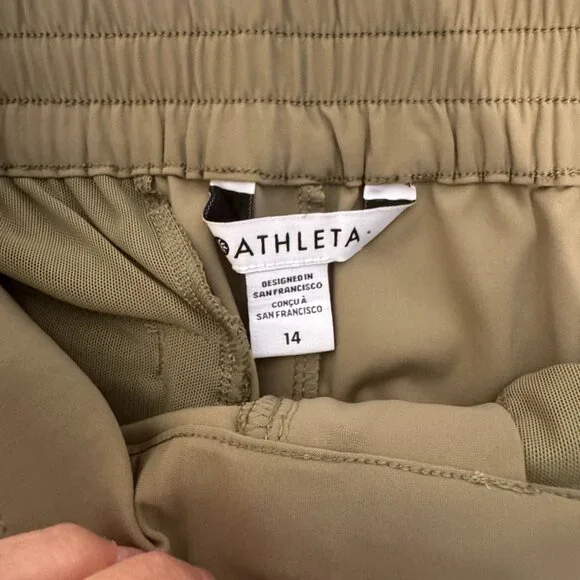 ATHLETA
DESIGNED IN
SAN FRANCISCO
CONÇU À
SAN FRANCISCO
14